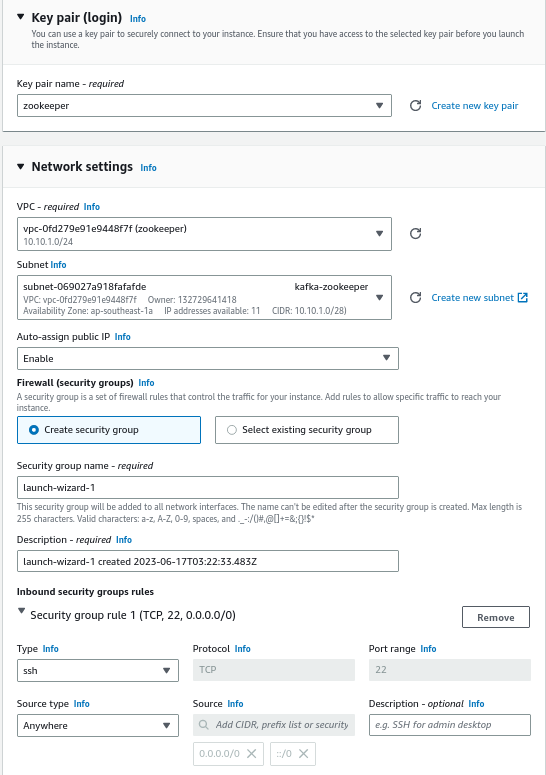 Key pair (login) Info
You can use a key pair to securely connect to your instance. Ensure that you have access to the selected key pair before you launch
the instance.
Key pair name - required
zookeeper
Create new key pair
Network settings Info
VPC - required Info
vpc-0fd279e91e9448f7f (zookeeper)
10.10.1.0/24
Subnet Info
subnet-069027a918fafafde kafka-zookeeper
VPC: vpc-0fd279e91e9448f7f Owner: 132729641418
Availability Zone: ap-southeast-1a IP addresses available: 11 CIDR: 10.10.1.0/28)
Create new subnet
Auto-assign public IP Info
Enable
Firewall (security groups) Info
A security group is a set of firewall rules that control the traffic for your instance. Add rules to allow specific traffic to reach your
instance.
Create security group Select existing security group
Security group name - required
launch-wizard-1
This security group will be added to all network interfaces. The name can't be edited after the security group is created. Max length is
255 characters. Valid characters: a-z, A-Z, 0-9, spaces, and ._-:/()#,@[]+=&;{}!$*
Description - required Info
launch-wizard-1 created 2023-06-17T03:22:33.483Z
Inbound security groups rules
Security group rule 1 (TCP, 22, 0.0.0.0/0) Remove
Type Info Protocol Info Port range Info
ssh TCP 22
Source type Info Source Info Description - optional Info
Anywhere Add CIDR, prefix list or security e.g. SSH for admin desktop
0.0.0.0/0 ::/0